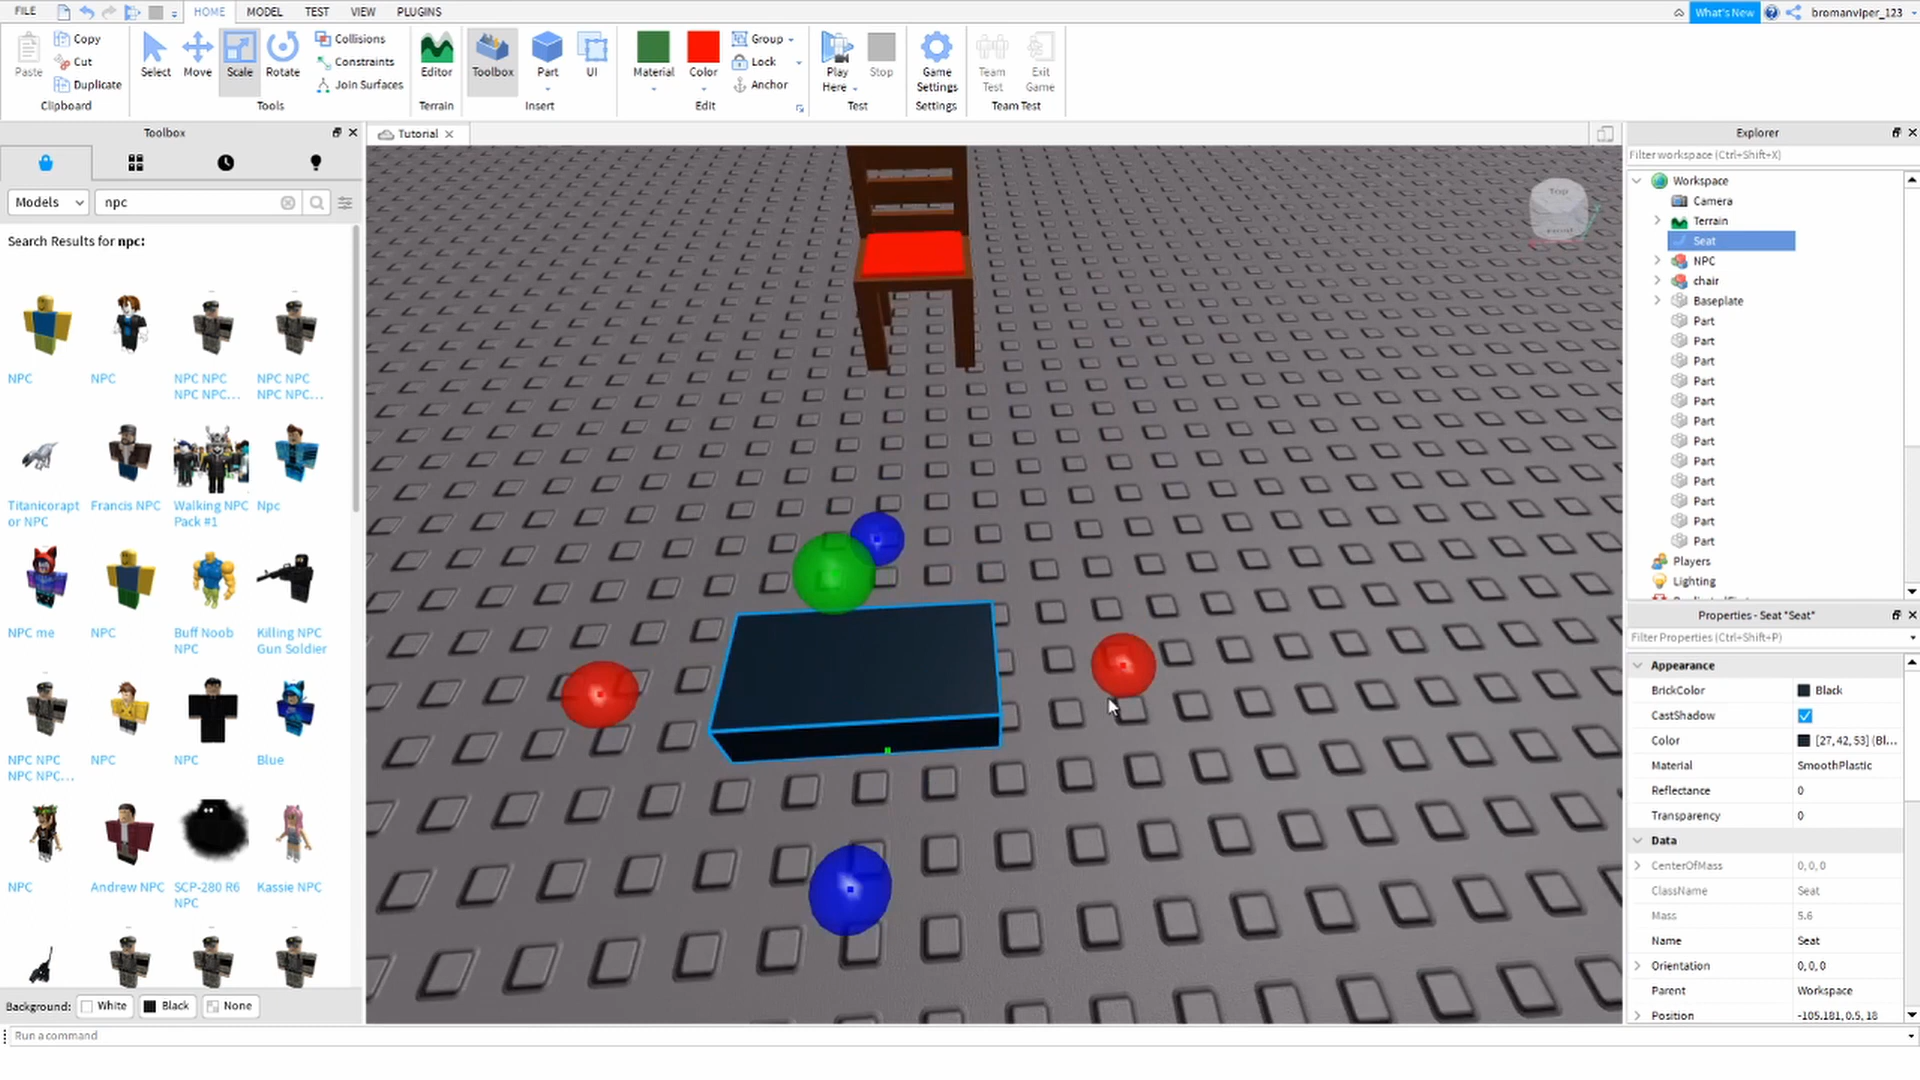 FILE HOME MODEL TEST VIEW PLUGINS What's New bromanviper_123
Copy
Cut
Paste Duplicate
Clipboard
Select Move Scale Rotate
Collisions
Constraints
Join Surfaces
Tools
Editor
Terrain
Toolbox Part UI
Insert
Material Color
Group
Lock
Anchor
Edit
Play Here Stop
Test
Game Settings
Settings
Team Test Exit Game
Team Test
Toolbox
Models npc
Search Results for npc:
NPC NPC NPC NPC NPC NPC... NPC NPC NPC NPC...
Titanicorapt or NPC Francis NPC Walking NPC Pack #1 Npc
NPC me NPC Buff Noob NPC Killing NPC Gun Soldier
NPC NPC NPC NPC... NPC NPC Blue
NPC Andrew NPC SCP-280 R6 NPC Kassie NPC
Background: White Black None
Run a command
Tutorial
Top
Explorer
Filter workspace (Ctrl+Shift+X)
Workspace
Camera
Terrain
Seat
NPC
chair
Baseplate
Part
Part
Part
Part
Part
Part
Part
Part
Part
Part
Part
Part
Players
Lighting
Properties - Seat "Seat"
Filter Properties (Ctrl+Shift+P)
Appearance
BrickColor Black
CastShadow
Color [27, 42, 53] (Bl...
Material SmoothPlastic
Reflectance 0
Transparency 0
Data
CenterOfMass 0, 0, 0
ClassName Seat
Mass 5.6
Name Seat
Orientation 0, 0, 0
Parent Workspace
Position -105.181, 0.5, 18